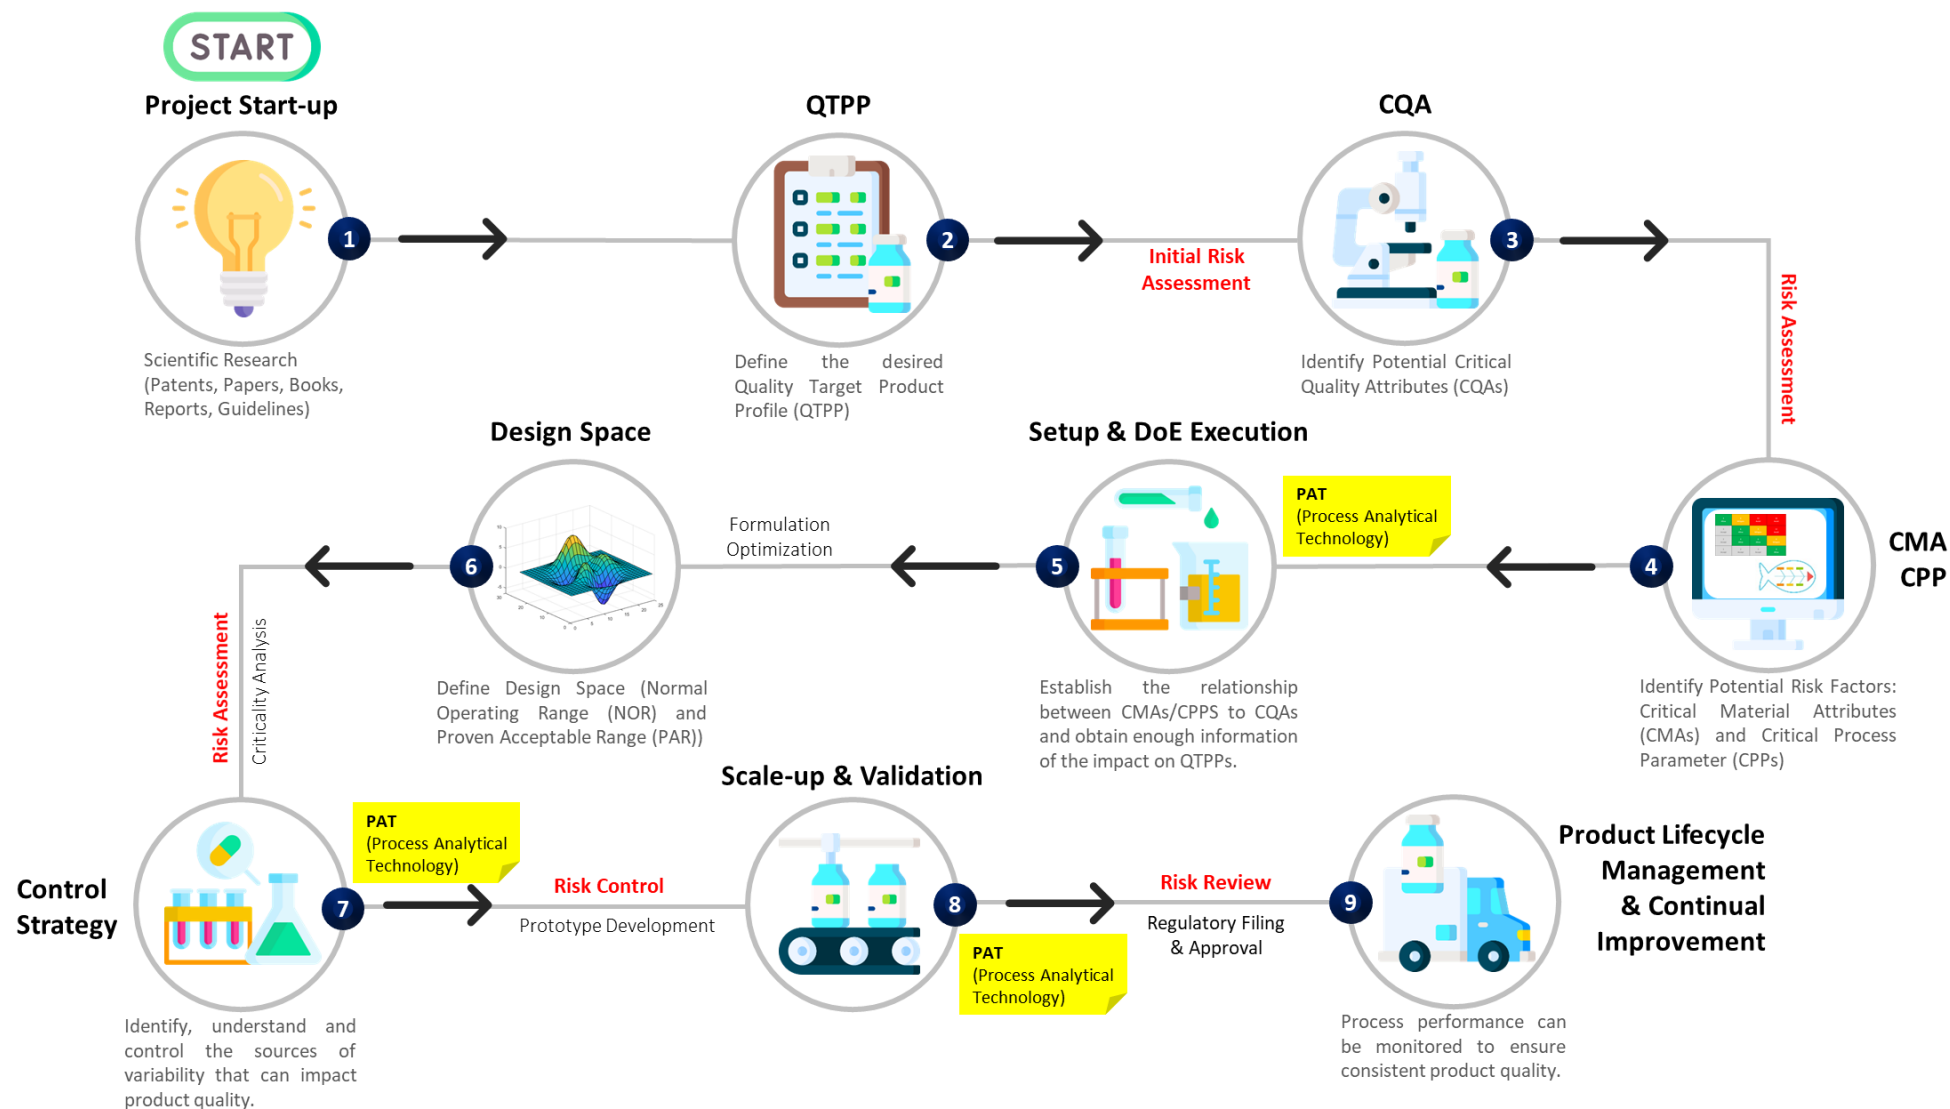 START
Project Start-up
1
Scientific Research
(Patents, Papers, Books,
Reports, Guidelines)
QTPP
2
Define the desired
Quality Target Product
Profile (QTPP)
Initial Risk
Assessment
CQA
3
Identify Potential Critical
Quality Attributes (CQAs)
Risk Assessment
CMA
CPP
4
Identify Potential Risk Factors:
Critical Material Attributes
(CMAs) and Critical Process
Parameter (CPPs)
PAT
(Process Analytical
Technology)
Setup & DoE Execution
5
Establish the relationship
between CMAs/CPPS to CQAs
and obtain enough information
of the impact on QTPPs.
Formulation
Optimization
Design Space
6
Define Design Space (Normal
Operating Range (NOR) and
Proven Acceptable Range (PAR))
Risk Assessment
Criticality Analysis
Control
Strategy
7
Identify, understand and
control the sources of
variability that can impact
product quality.
PAT
(Process Analytical
Technology)
Risk Control
Prototype Development
Scale-up & Validation
8
PAT
(Process Analytical
Technology)
Risk Review
Regulatory Filing
& Approval
9
Product Lifecycle
Management
& Continual
Improvement
Process performance can
be monitored to ensure
consistent product quality.